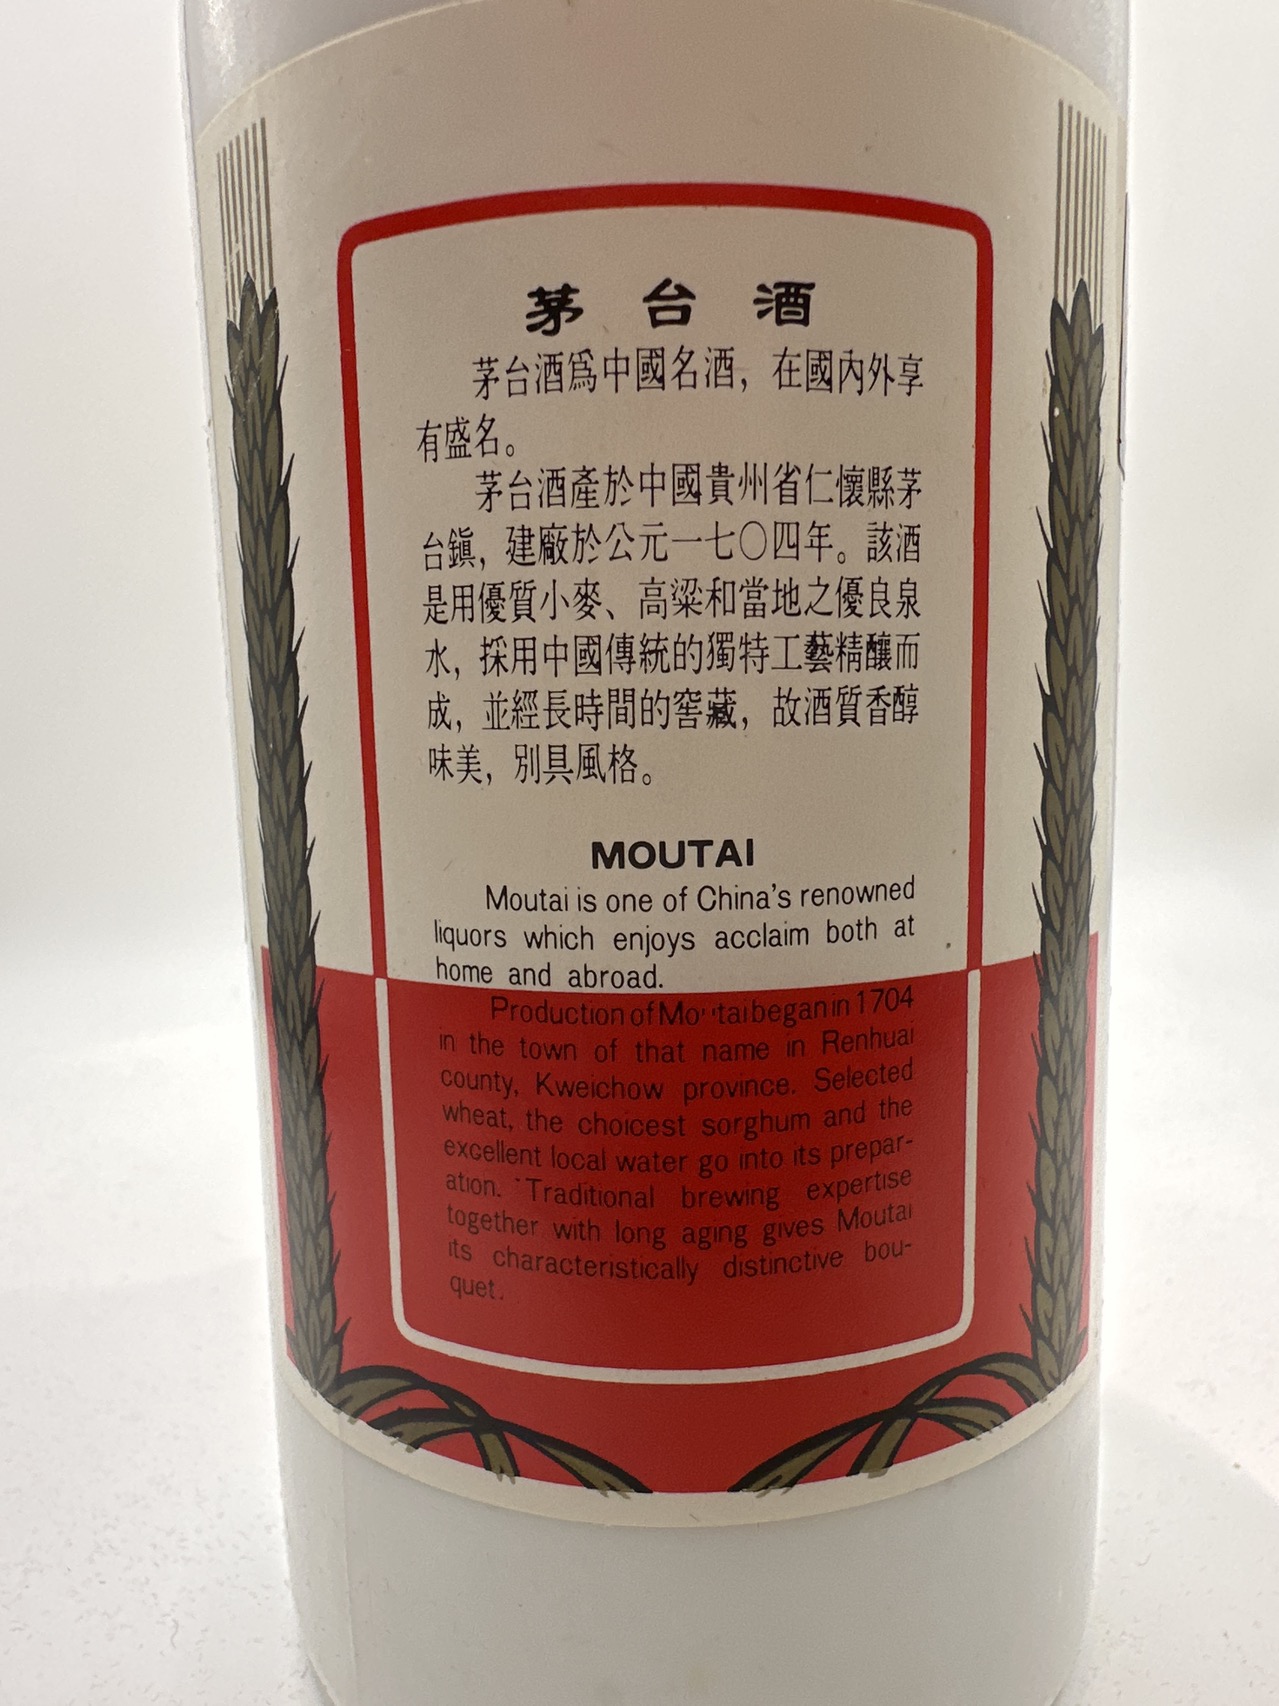 茅台酒
茅台酒爲中國名酒，在國內外享
有盛名。
茅台酒產於中國貴州省仁懷縣茅
台鎮，建廠於公元一七〇四年。該酒
是用優質小麥、高粱和當地之優良泉
水，採用中國傳統的獨特工藝精釀而
成，並經長時間的窖藏，故酒質香醇
味美，別具風格。
MOUTAI
Moutai is one of China's renowned
liquors which enjoys acclaim both at
home and abroad.
Production of Moutai began in 1704
in the town of that name in Renhuai
county, Kweichow province. Selected
wheat, the choicest sorghum and the
excellent local water go into its prepar-
ation. Traditional brewing expertise
together with long aging gives Moutai
its characteristically distinctive bou-
quet.